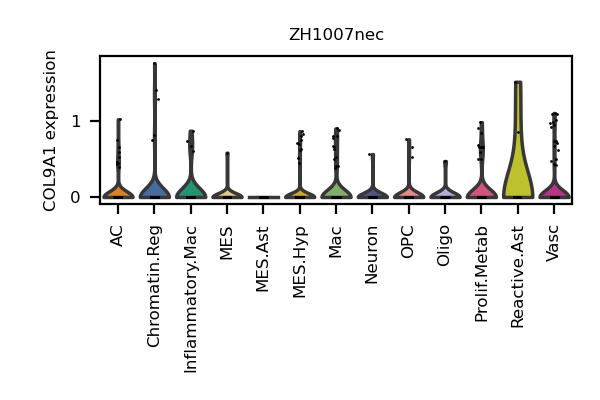 ZH1007nec
COL9A1 expression
1
0
AC
Chromatin.Reg
Inflammatory.Mac
MES
MES.Ast
MES.Hyp
Mac
Neuron
OPC
Oligo
Prolif.Metab
Reactive.Ast
Vasc